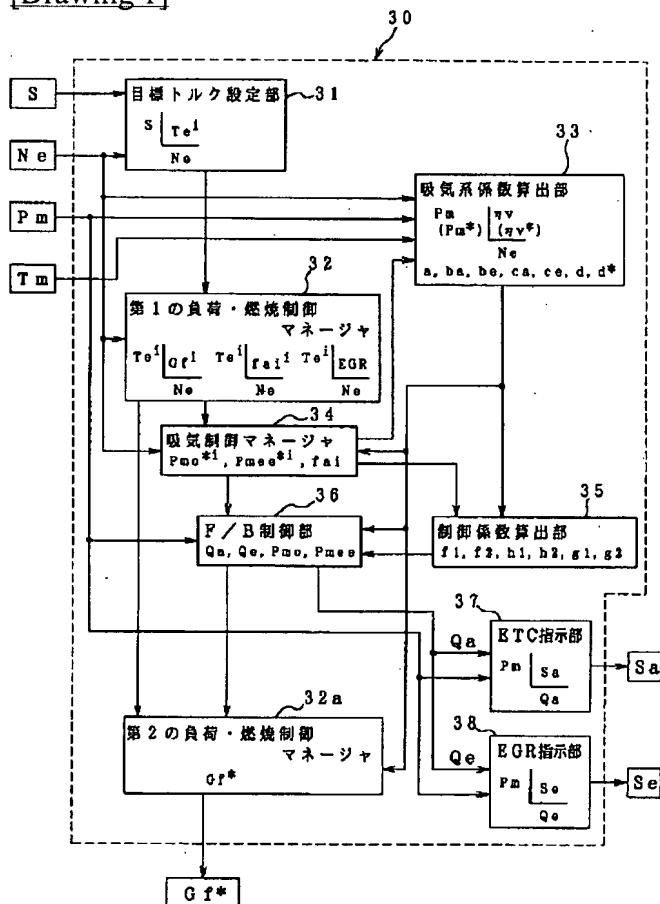 [Drawing 1]
30
S
Ne
Pm
Tm
目標トルク設定部
S Te^i
Ne
31
33
吸気系係数算出部
Pm ηv
(Pm*) (ηv*)
Ne
a, ba, be, ca, ce, d, d*
32
第1の負荷・燃焼制御
マネージャ
Te^i Gf^i Te^i fai^i Te^i EGR
Ne Ne Ne
34
吸気制御マネージャ
Pmo*^i, Pmee*^i, fai
36
F/B制御部
Qa, Qe, Pmo, Pmee
35
制御係数算出部
f1, f2, h1, h2, g1, g2
37
ETC指示部
Qa
Pm Sa
Qa
Sa
32a
第2の負荷・燃焼制御
マネージャ
Gf*
38
EGR指示部
Qe
Pm Se
Qe
Se
Gf*